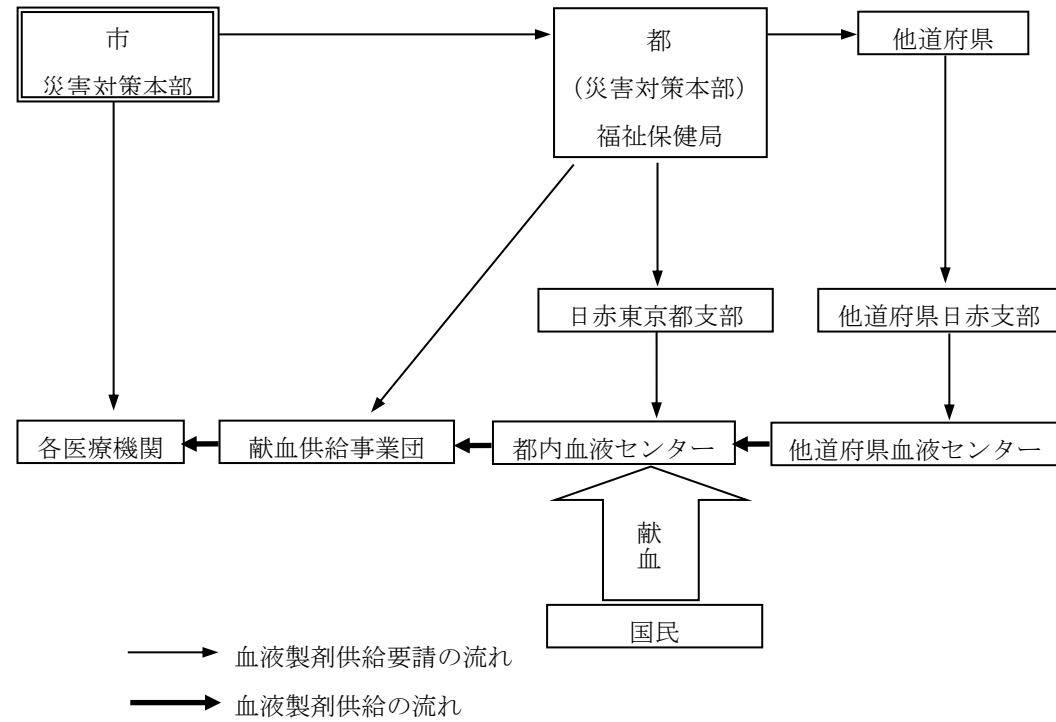 市
災害対策本部
都
（災害対策本部）
福祉保健局
他道府県
日赤東京都支部
他道府県日赤支部
各医療機関
献血供給事業団
都内血液センター
他道府県血液センター
献
血
国民
血液製剤供給要請の流れ
血液製剤供給の流れ